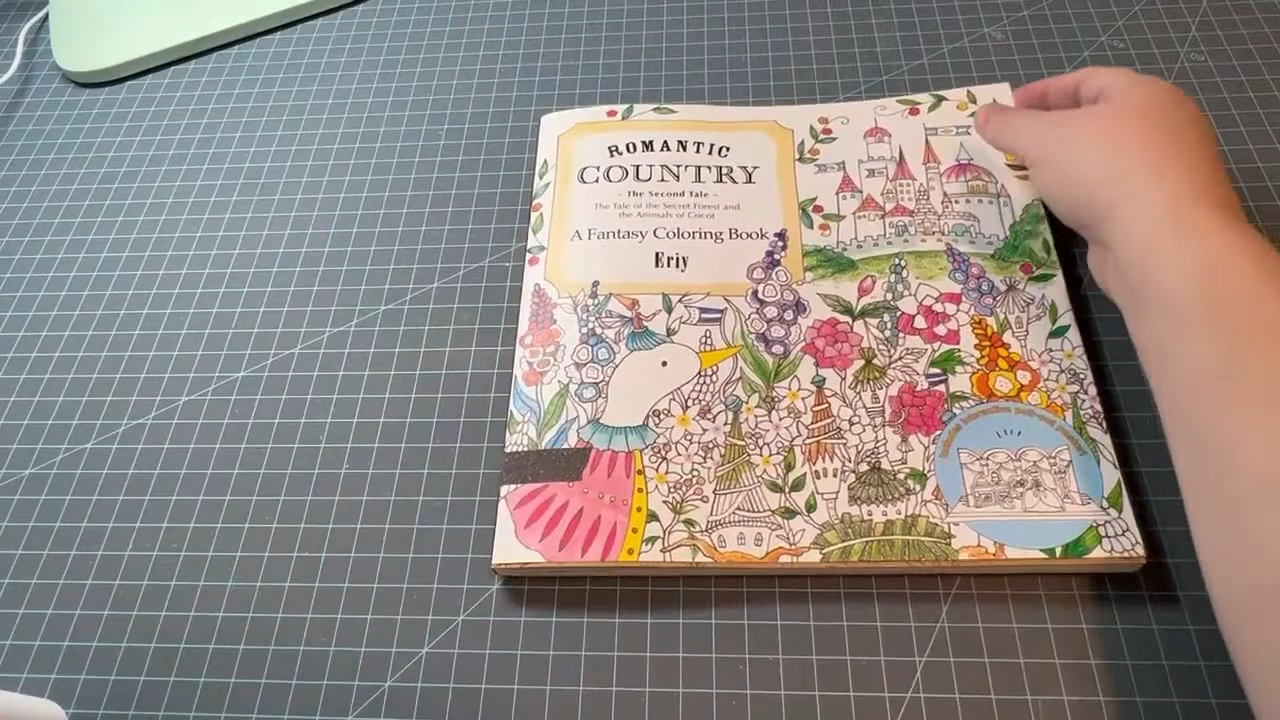 ROMANTIC
COUNTRY
~ The Second Tale ~
The Tale of the Secret Forest and
the Animals of Cocot
A Fantasy Coloring Book
Eriy